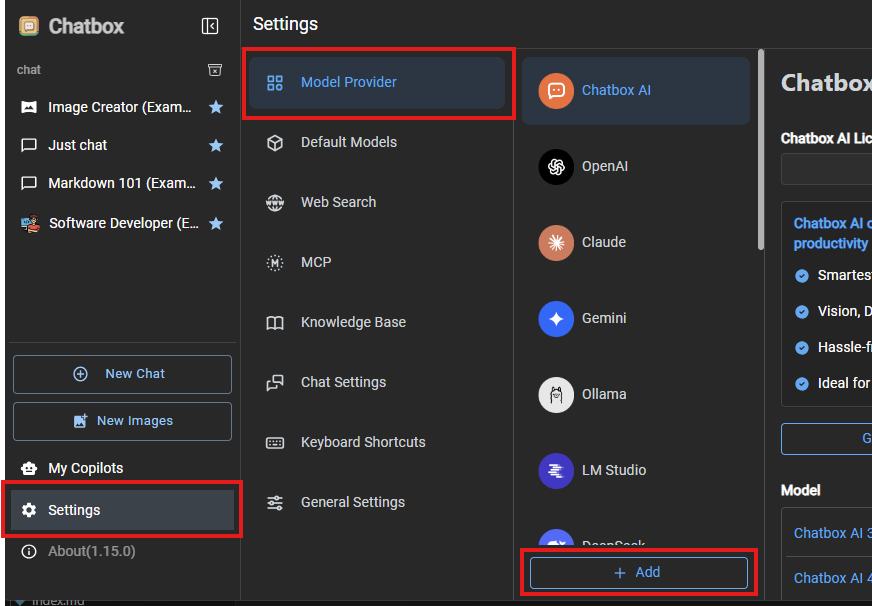 Chatbox
chat
Image Creator (Exam...
Just chat
Markdown 101 (Exam...
Software Developer (E...
New Chat
New Images
My Copilots
Settings
About(1.15.0)
index.md
Settings
Model Provider
Default Models
Web Search
MCP
Knowledge Base
Chat Settings
Keyboard Shortcuts
General Settings
Chatbox AI
OpenAI
Claude
Gemini
Ollama
LM Studio
DeepSeek
Add
Chatbox
Chatbox AI Lic
Chatbox AI
productivity
Smartes
Vision, D
Hassle-f
Ideal for
G
Model
Chatbox AI 3
Chatbox AI 4